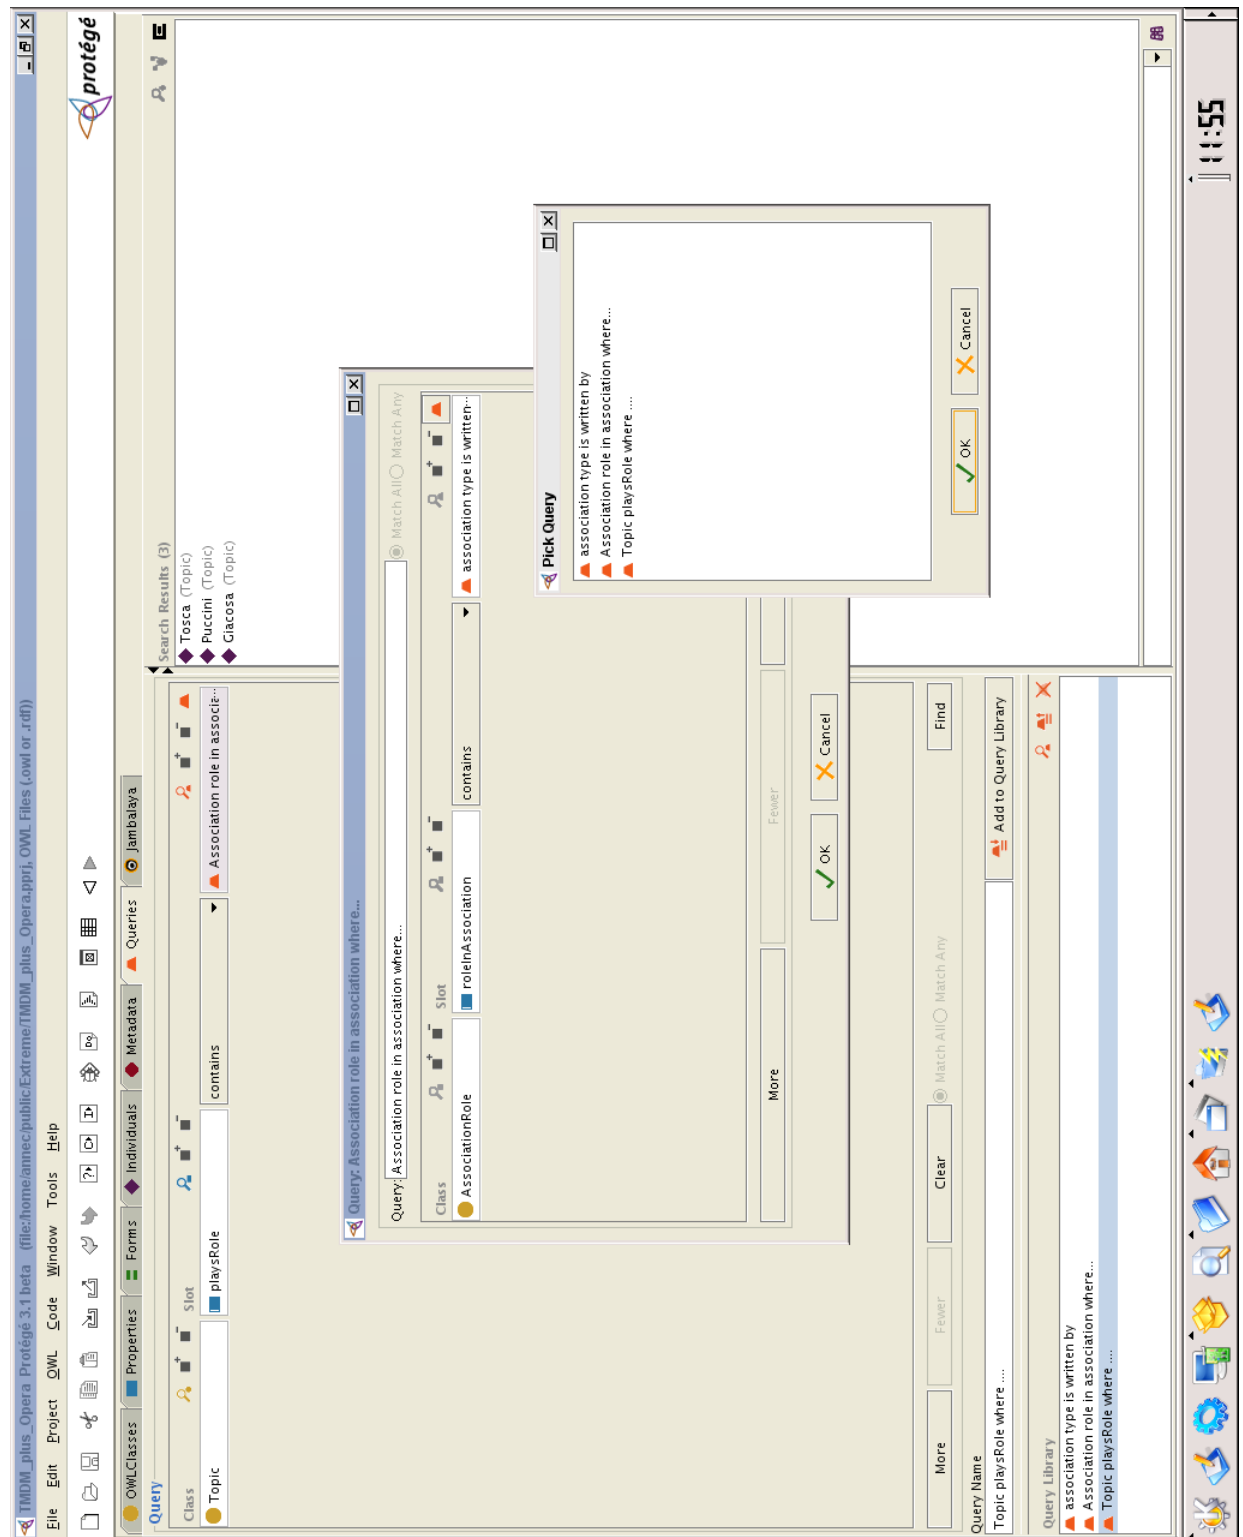 TMDM_plus_Opera Protégé 3.1 beta (file:/home/annec/public/Extreme/TMDM_plus_Opera.pprj, OWL Files (.owl or .rdf))
File Edit Project OWL Code Window Tools Help
protégé
OWLClasses Properties Forms Individuals Metadata Queries Jambalaya
Query
Class Slot
Topic playsRole contains Association role in associa...
More Fewer Clear Match All Match Any Find
Query Name
Topic playsRole where .... Add to Query Library
Query Library
association type is written by
Association role in association where...
Topic playsRole where ....
Search Results (3)
Tosca (Topic)
Puccini (Topic)
Giacosa (Topic)
Query: Association role in association where...
Query: Association role in association where... Match All Match Any
Class Slot
AssociationRole roleInAssociation contains association type is written...
More Fewer
OK Cancel
Pick Query
association type is written by
Association role in association where...
Topic playsRole where ....
OK Cancel
11:55